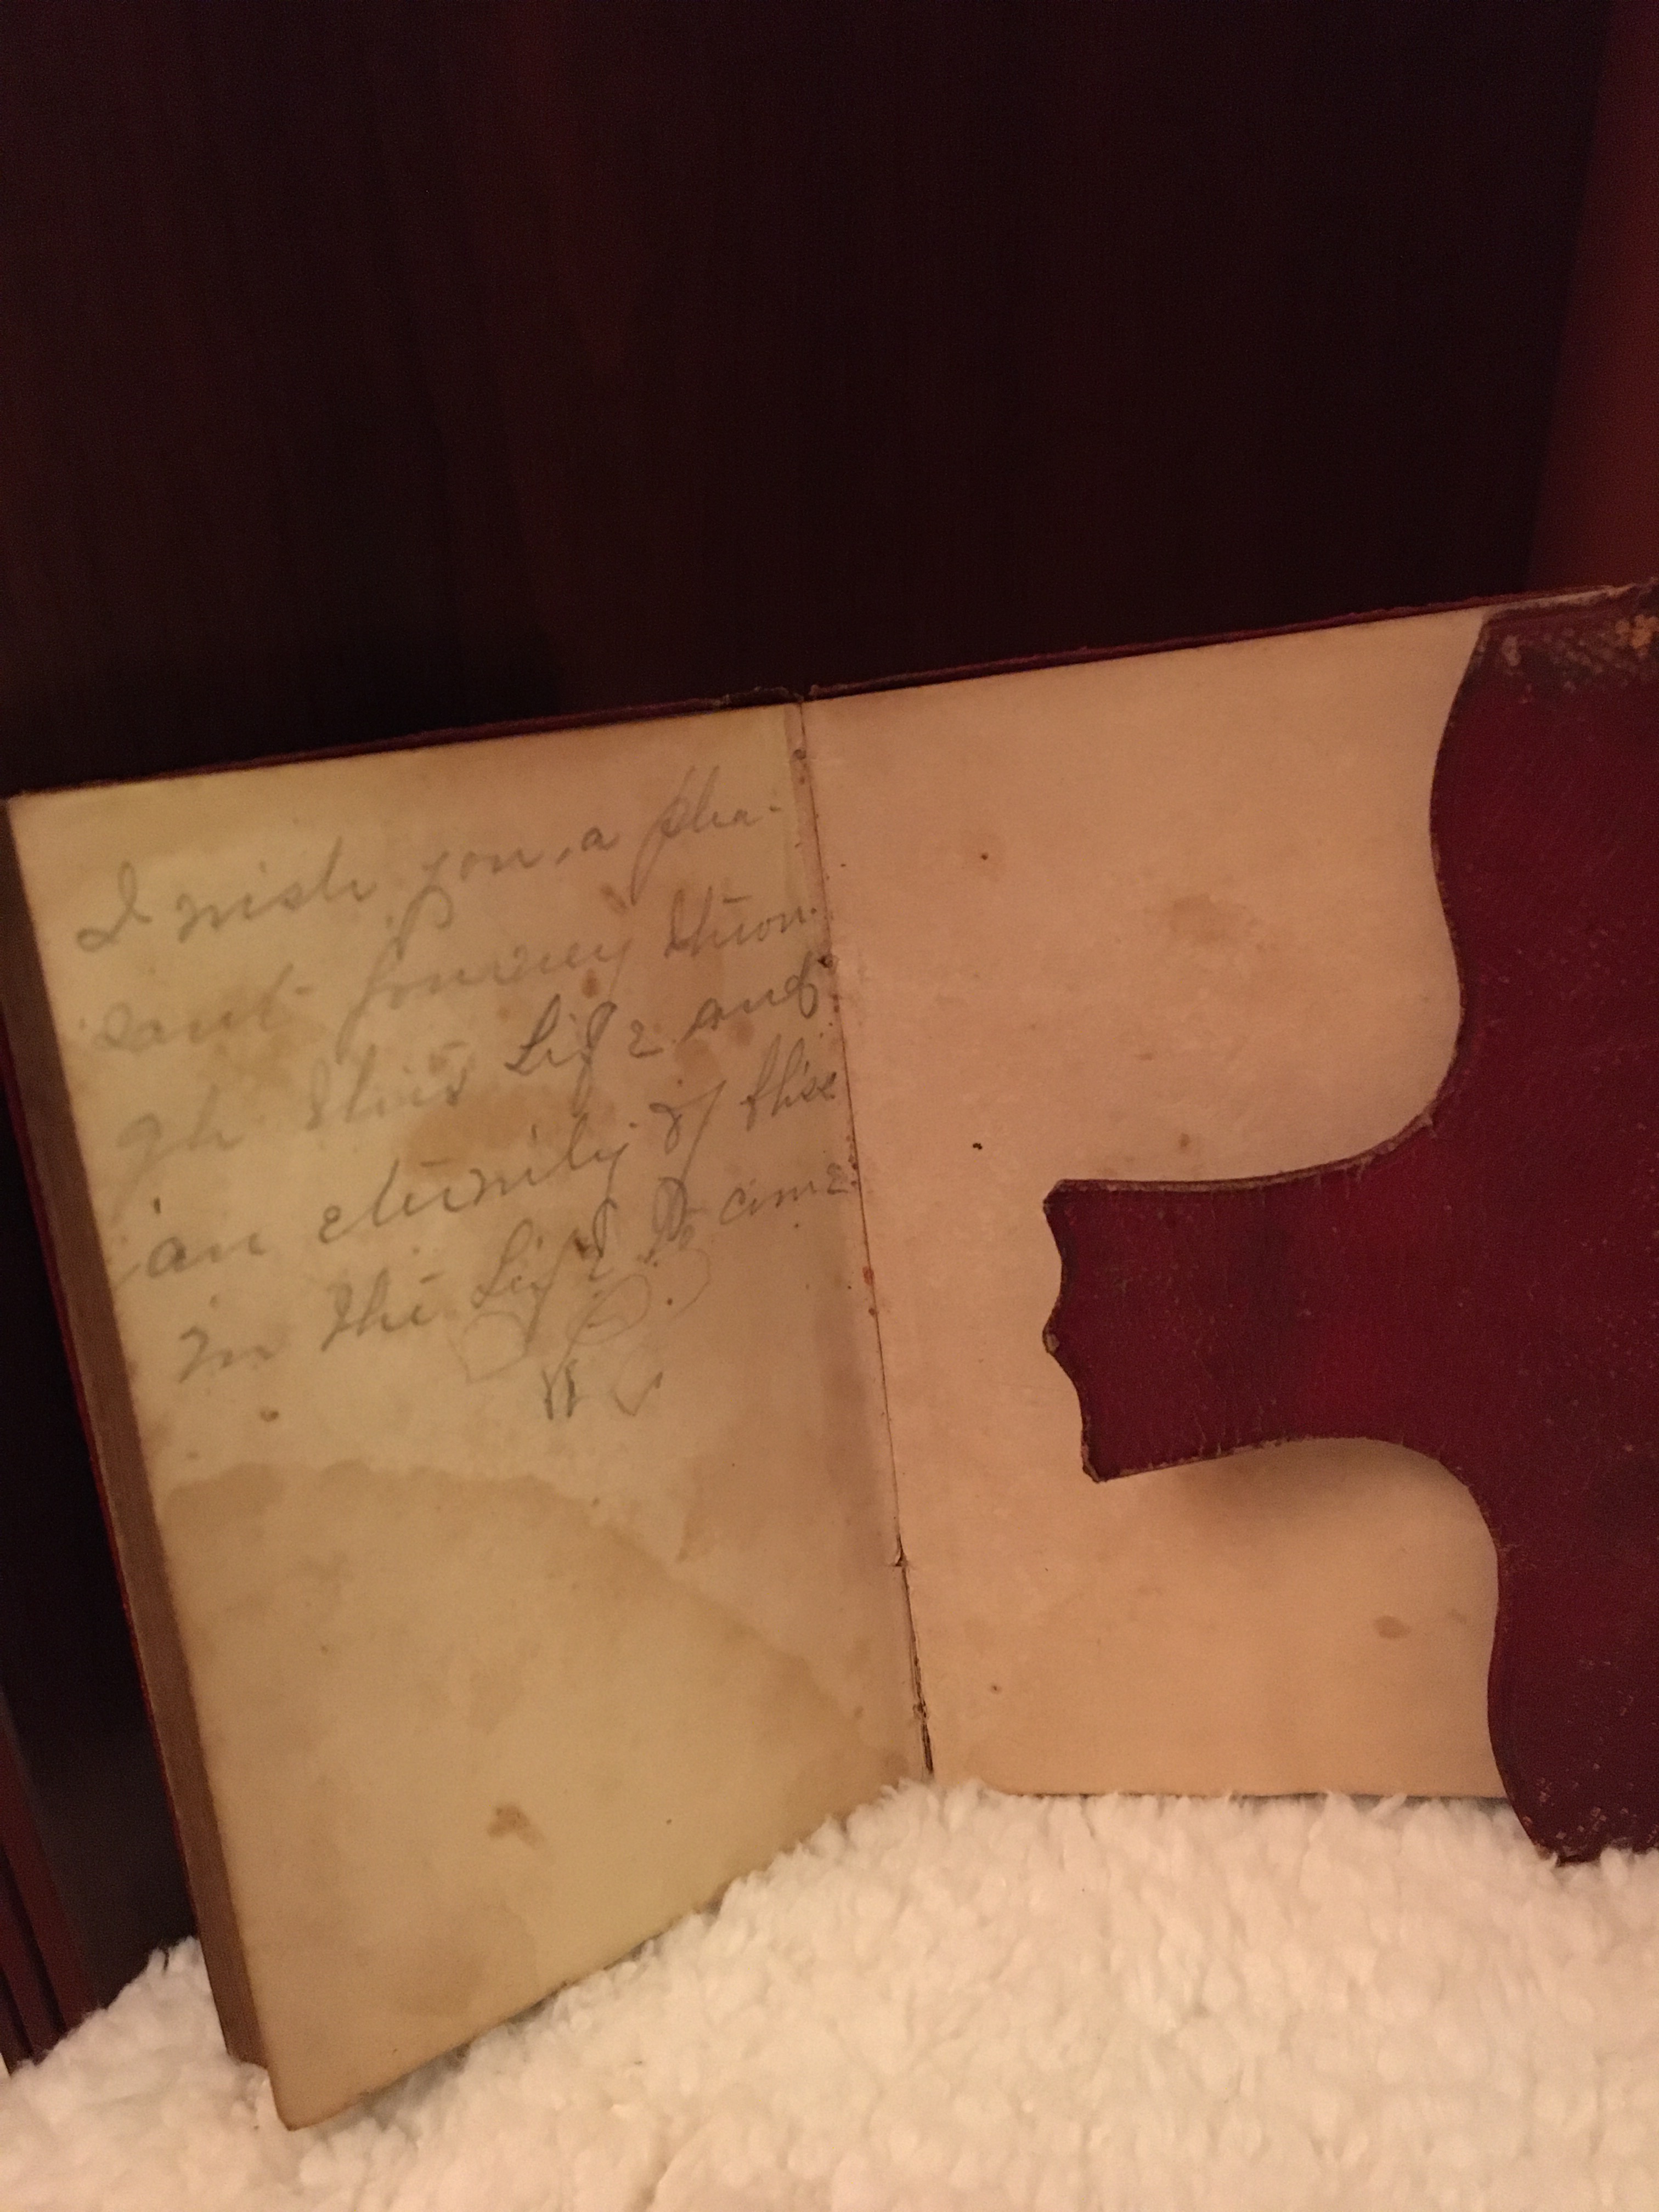 I wish you, a plea-
sant journey throu-
gh this Life and
an eternity of bliss
in the Life to come